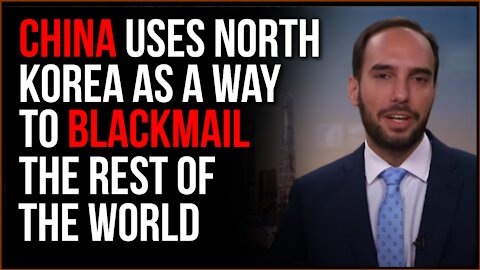 CHINA USES NORTH
KOREA AS A WAY
TO BLACKMAIL
THE REST OF
THE WORLD